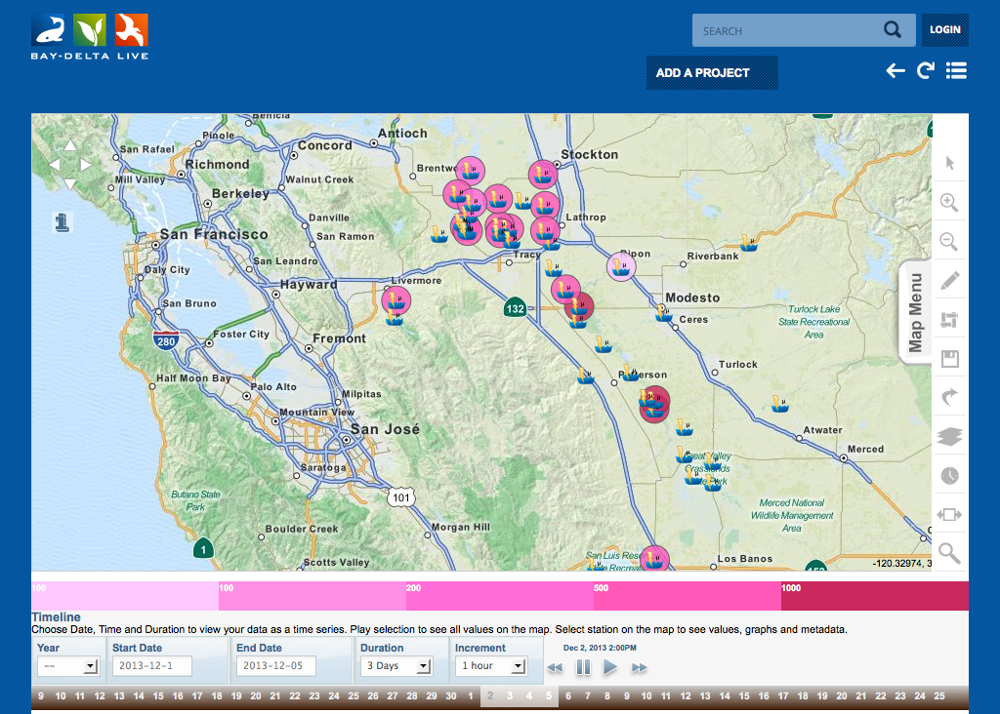 BAY-DELTA LIVE
SEARCH
LOGIN
ADD A PROJECT
Benicia
Antioch
Pinole
Concord
San Rafael
Richmond
Stockton
Mill Valley
Walnut Creek
Berkeley
Danville
Lathrop
San Francisco
San Ramon
Tracy
Ripon
Riverbank
San Leandro
Daly City
Livermore
Hayward
Modesto
San Bruno
132
Turlock Lake
State Recreational
Area
Ceres
Foster City
Fremont
280
Map Menu
Turlock
Half Moon Bay
Palo Alto
Milpitas
Mountain View
San José
Atwater
Merced
Saratoga
Great Valley
Grasslands
State Park
Butano State
Park
101
Merced National
Wildlife Management
Area
Boulder Creek
Morgan Hill
1
Scotts Valley
San Luis Res
Los Banos
152
-120.32974, 3
100
100
200
500
1000
Timeline
Choose Date, Time and Duration to view your data as a time series. Play selection to see all values on the map. Select station on the map to see values, graphs and metadata.
Year
Start Date
End Date
Duration
Increment
Dec 2, 2013 2:00PM
--
2013-12-1
2013-12-05
3 Days
1 hour
9 10 11 12 13 14 15 16 17 18 19 20 21 22 23 24 25 26 27 28 29 30 1 2 3 4 5 6 7 8 9 10 11 12 13 14 15 16 17 18 19 20 21 22 23 24 25